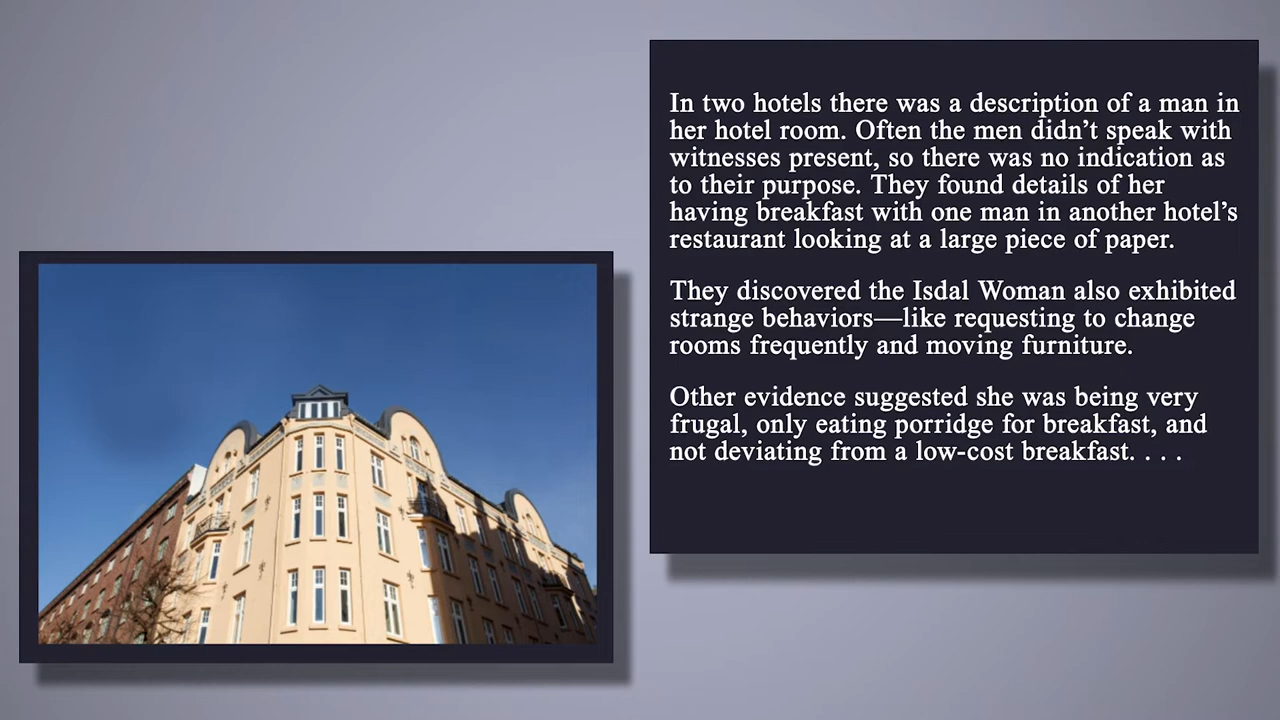 In two hotels there was a description of a man in
her hotel room. Often the men didn’t speak with
witnesses present, so there was no indication as
to their purpose. They found details of her
having breakfast with one man in another hotel’s
restaurant looking at a large piece of paper.
They discovered the Isdal Woman also exhibited
strange behaviors—like requesting to change
rooms frequently and moving furniture.
Other evidence suggested she was being very
frugal, only eating porridge for breakfast, and
not deviating from a low-cost breakfast. . . .